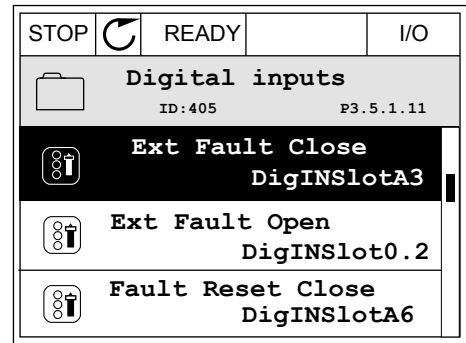 STOP READY I/O
Digital inputs
ID:405 P3.5.1.11
Ext Fault Close
DigINSlotA3
Ext Fault Open
DigINSlot0.2
Fault Reset Close
DigINSlotA6